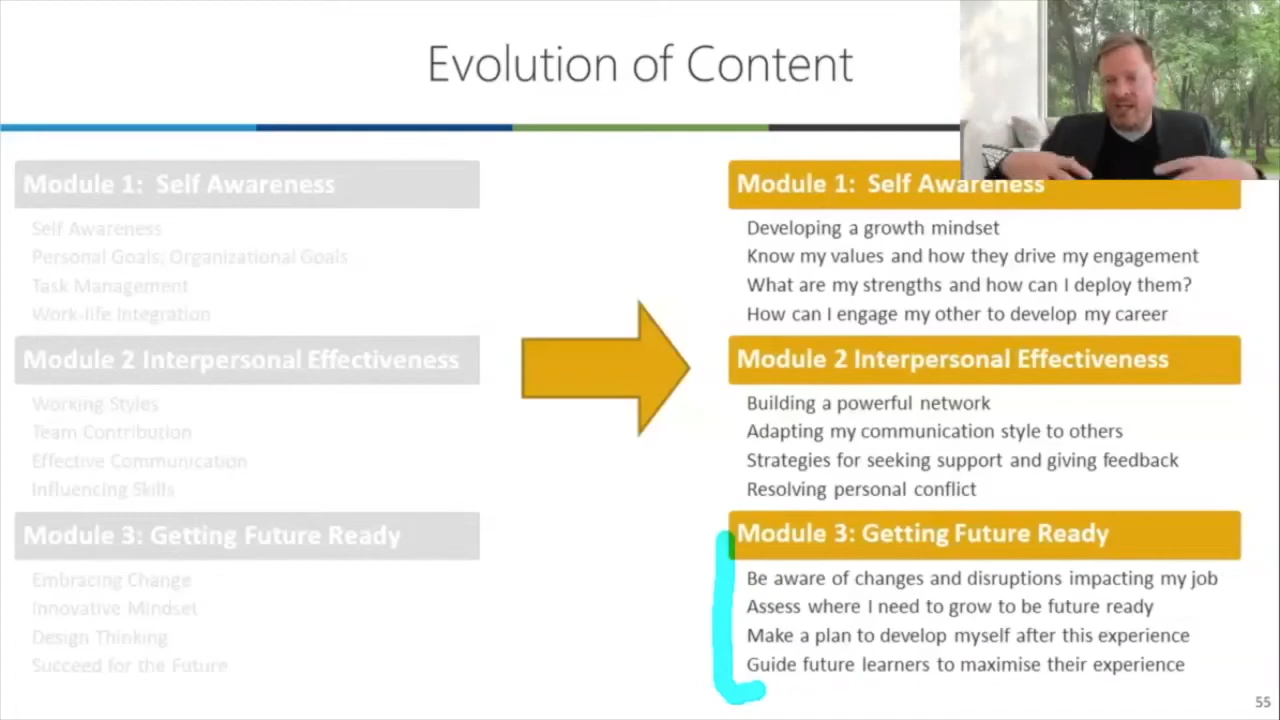 Evolution of Content
Module 1: Self Awareness
Self Awareness
Personal Goals, Organizational Goals
Task Management
Work-life Integration
Module 2 Interpersonal Effectiveness
Working Styles
Team Contribution
Effective Communication
Influencing Skills
Module 3: Getting Future Ready
Embracing Change
Innovative Mindset
Design Thinking
Succeed for the Future
Module 1: Self Awareness
Developing a growth mindset
Know my values and how they drive my engagement
What are my strengths and how can I deploy them?
How can I engage my other to develop my career
Module 2 Interpersonal Effectiveness
Building a powerful network
Adapting my communication style to others
Strategies for seeking support and giving feedback
Resolving personal conflict
Module 3: Getting Future Ready
Be aware of changes and disruptions impacting my job
Assess where I need to grow to be future ready
Make a plan to develop myself after this experience
Guide future learners to maximise their experience
55